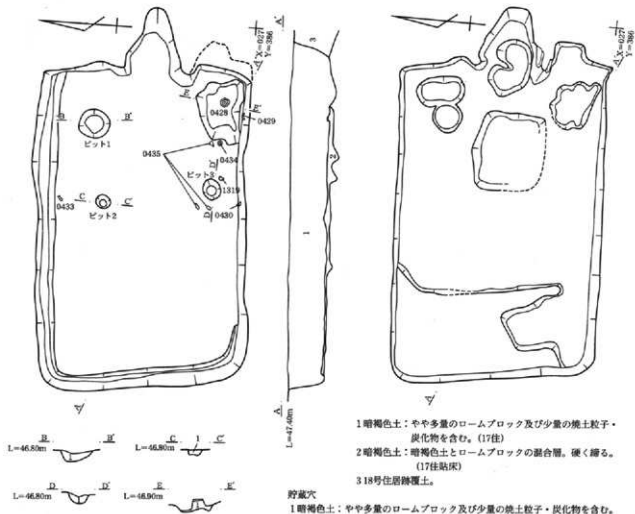 X=027
Y=386
A'
3
X=027
Y=386
E
0428
E'
0429
B
B'
ピット1
0435
0434
D'
ピット3
1319
2
C
C'
0433
ピット2
D
0430
1
A
L=47.40m
B
B'
C
1
C'
L=46.80m
L=46.80m
D
D'
E
E'
L=46.80m
L=46.90m
1暗褐色土：やや多量のロームブロック及び少量の焼土粒子・
炭化物を含む。(17住)
2暗褐色土：暗褐色土とロームブロックの混合層。硬く締る。
(17住貼床)
3 18号住居跡覆土。
貯蔵穴
1暗褐色土：やや多量のロームブロック及び少量の焼土粒子・炭化物を含む。